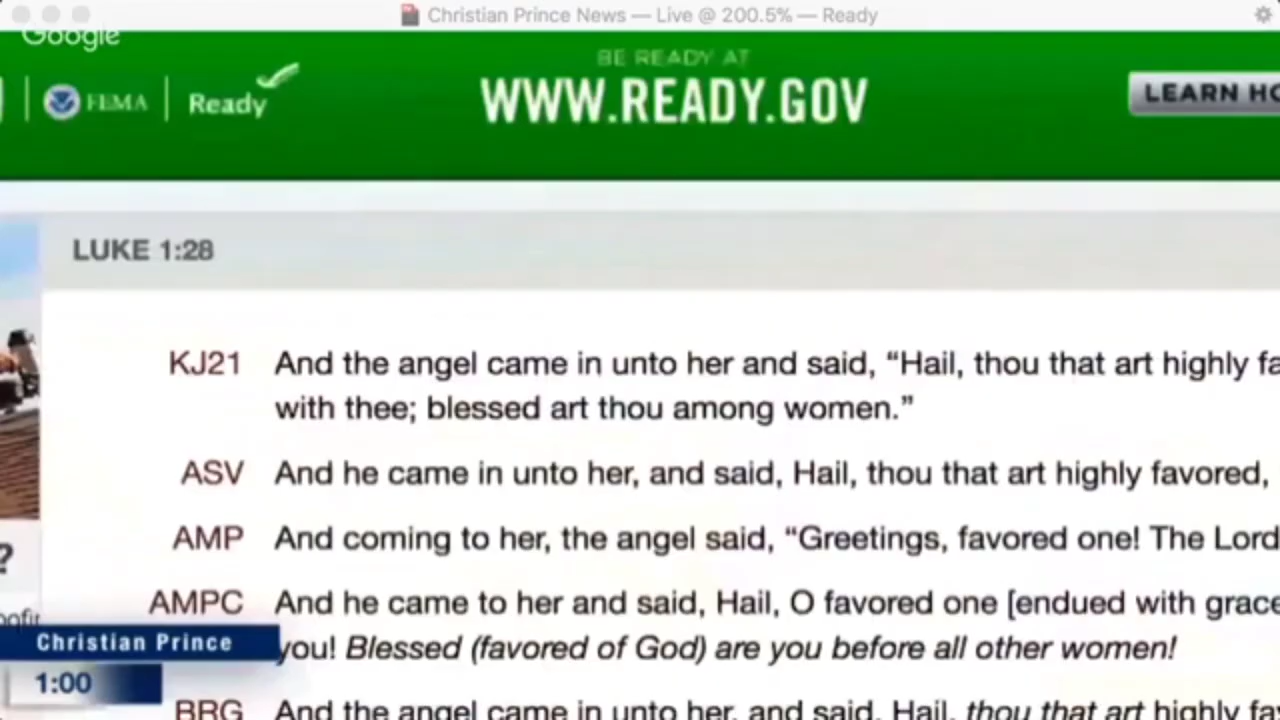 Christian Prince News — Live @ 200.5% — Ready
Google
BE READY AT
FEMA
Ready
WWW.READY.GOV
LEARN HO
LUKE 1:28
KJ21 And the angel came in unto her and said, “Hail, thou that art highly fa
with thee; blessed art thou among women.”
ASV And he came in unto her, and said, Hail, thou that art highly favored,
AMP And coming to her, the angel said, “Greetings, favored one! The Lord
?
AMPC And he came to her and said, Hail, O favored one [endued with grace
Christian Prince
you! Blessed (favored of God) are you before all other women!
1:00
BRG And the angel came in unto her, and said, Hail, thou that art highly fav